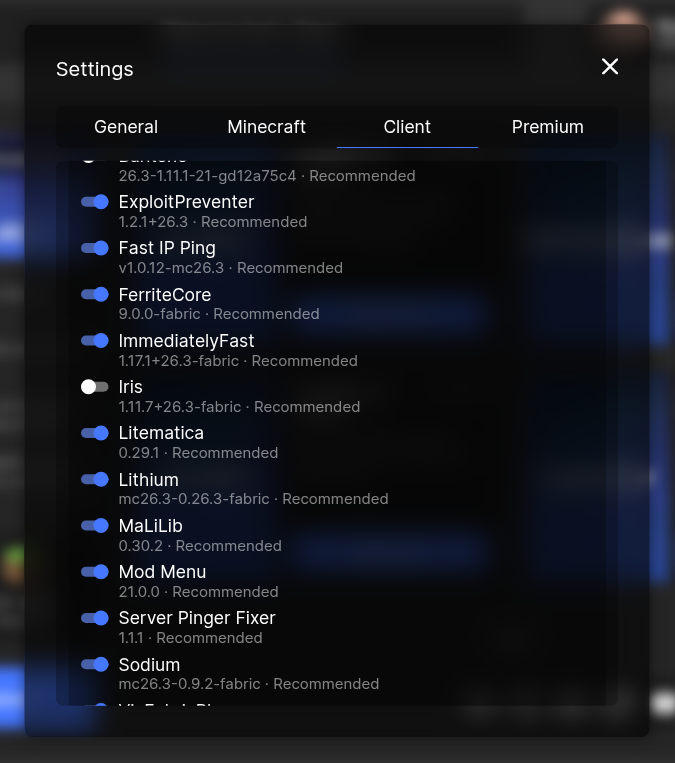 Settings
General
Minecraft
Client
Premium
26.3-1.11.1-21-gd12a75c4 · Recommended
ExploitPreventer
1.2.1+26.3 · Recommended
Fast IP Ping
v1.0.12-mc26.3 · Recommended
FerriteCore
9.0.0-fabric · Recommended
ImmediatelyFast
1.17.1+26.3-fabric · Recommended
Iris
1.11.7+26.3-fabric · Recommended
Litematica
0.29.1 · Recommended
Lithium
mc26.3-0.26.3-fabric · Recommended
MaLiLib
0.30.2 · Recommended
Mod Menu
21.0.0 · Recommended
Server Pinger Fixer
1.1.1 · Recommended
Sodium
mc26.3-0.9.2-fabric · Recommended